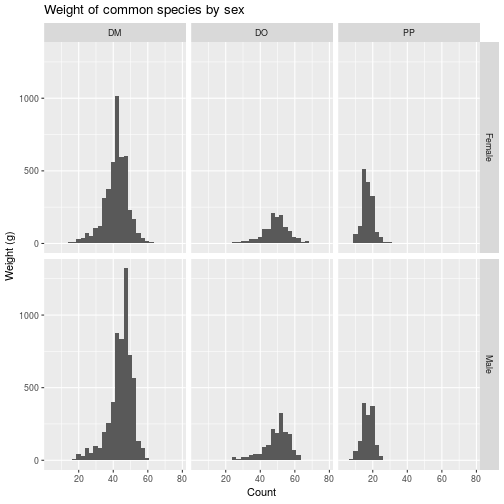 Weight of common species by sex
DM DO PP
1000
500
0
Female
Weight (g)
1000
500
0
Male
20 40 60 80 20 40 60 80 20 40 60 80
Count